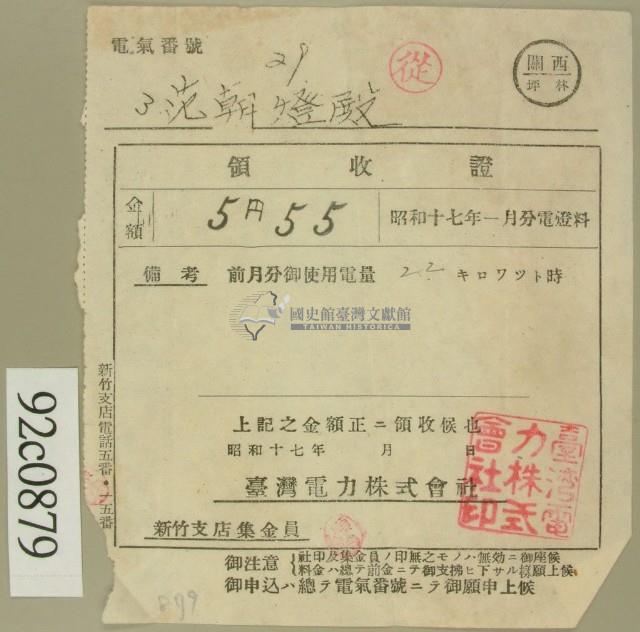 電氣番號
29
從
西關
坪林
3 范朝燈殿
領收證
金額 5円55 昭和十七年一月分電燈料
備考 前月分御使用電量 22 キロワツト時
國史館臺灣文獻館
TAIWAN HISTORICA
上記之金額正ニ領收候也
昭和十七年 月 日
臺灣電力株式會社
臺灣電力株式會社印
新竹支店集金員
新竹支店電話五番・一五番
御注意 社印及集金員ノ印無之モノハ無効ニ御座候
料金ハ總テ前金ニテ御支拂ヒ下サル樣願上候
御申込ハ總テ電氣番號ニテ御願申上候
92c0879
879